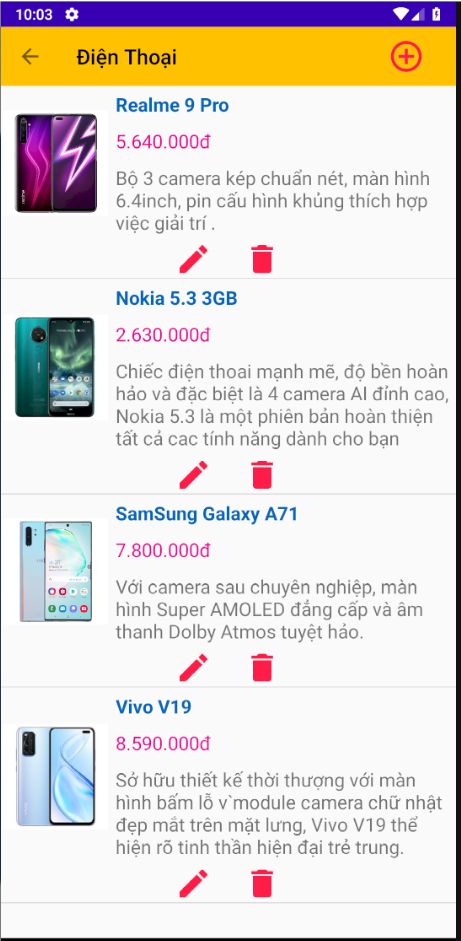 10:03
Điện Thoại
Realme 9 Pro
5.640.000đ
Bộ 3 camera kép chuẩn nét, màn hình
6.4inch, pin cấu hình khủng thích hợp
việc giải trí .
Nokia 5.3 3GB
2.630.000đ
Chiếc điện thoai mạnh mẽ, độ bền hoàn
hảo và đặc biệt là 4 camera AI đỉnh cao,
Nokia 5.3 là một phiên bản hoàn thiện
tất cả cac tính năng dành cho bạn
SamSung Galaxy A71
7.800.000đ
Với camera sau chuyên nghiệp, màn
hình Super AMOLED đẳng cấp và âm
thanh Dolby Atmos tuyệt hảo.
Vivo V19
8.590.000đ
Sở hữu thiết kế thời thượng với màn
hình bấm lỗ v`module camera chữ nhật
đẹp mắt trên mặt lưng, Vivo V19 thể
hiện rõ tinh thần hiện đại trẻ trung.